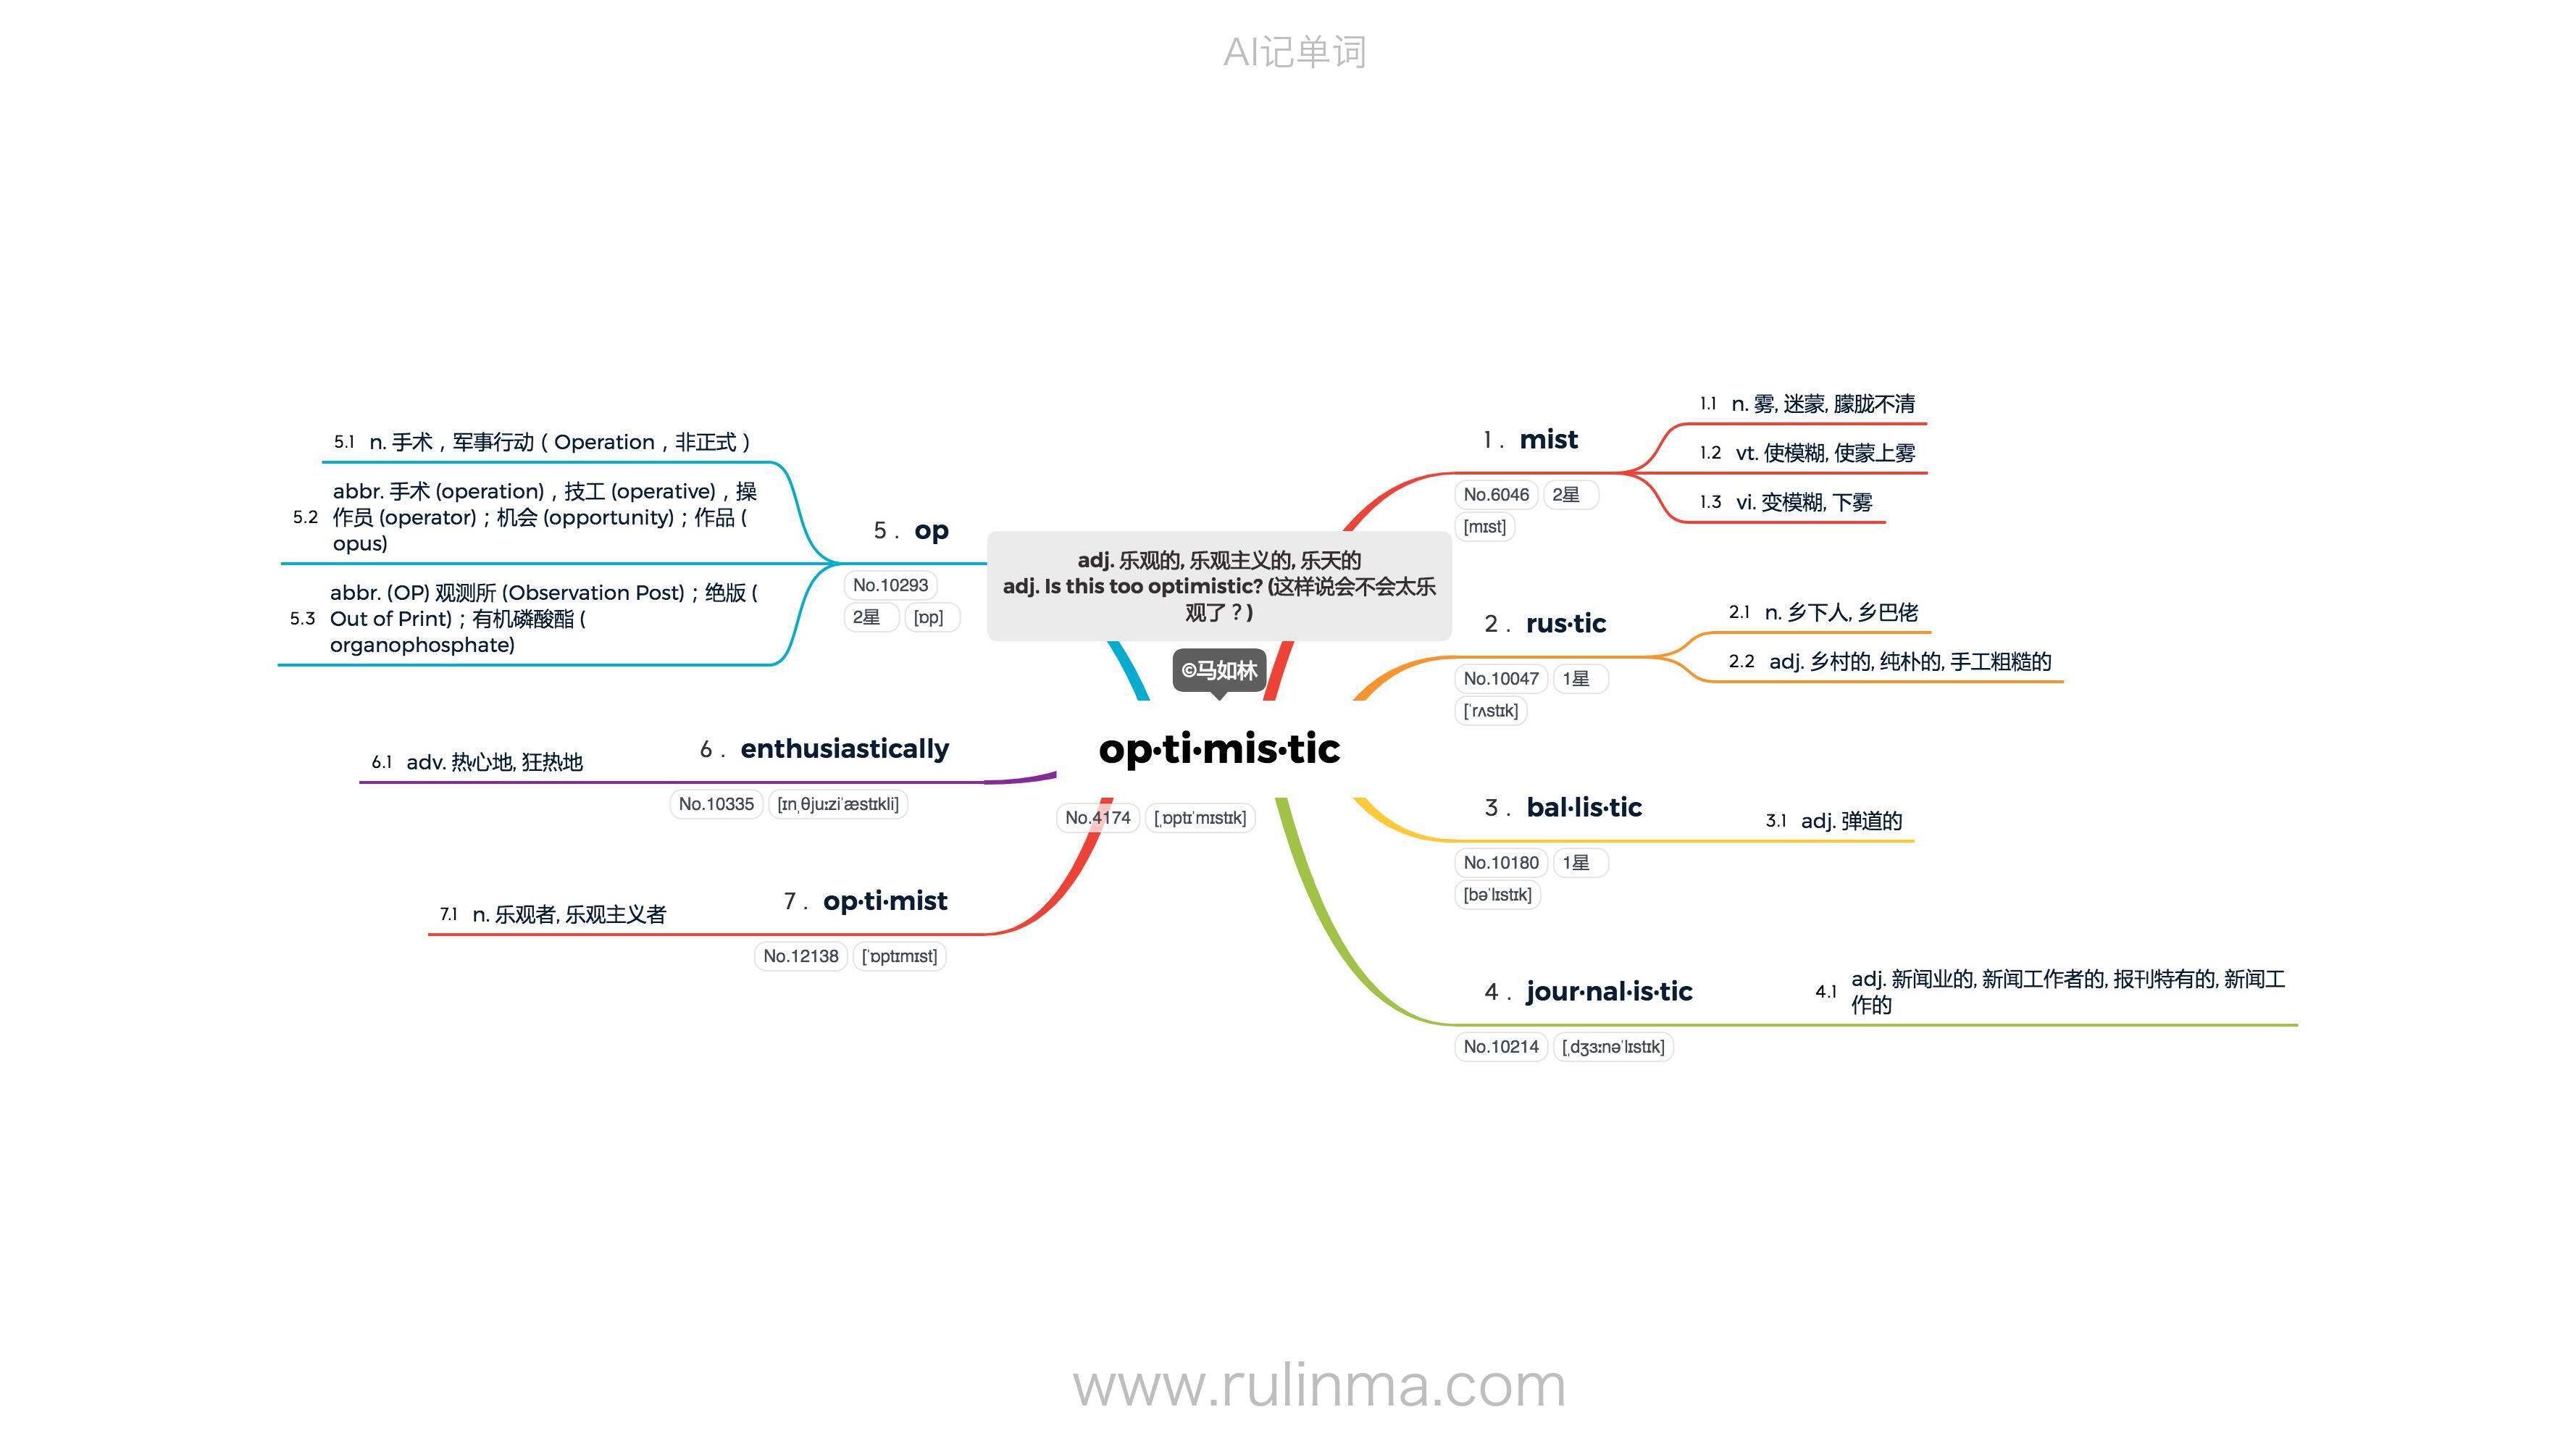 AI记单词
adj. 乐观的, 乐观主义的, 乐天的
adj. Is this too optimistic? (这样说会不会太乐
观了？)
©马如林
op·ti·mis·tic
No.4174 [ˌɒptɪˈmɪstɪk]
1. mist
No.6046 2星
[mɪst]
1.1 n. 雾, 迷蒙, 朦胧不清
1.2 vt. 使模糊, 使蒙上雾
1.3 vi. 变模糊, 下雾
2. rus·tic
No.10047 1星
[ˈrʌstɪk]
2.1 n. 乡下人, 乡巴佬
2.2 adj. 乡村的, 纯朴的, 手工粗糙的
3. bal·lis·tic
No.10180 1星
[bəˈlɪstɪk]
3.1 adj. 弹道的
4. jour·nal·is·tic
No.10214 [ˌdʒɜːnəˈlɪstɪk]
4.1 adj. 新闻业的, 新闻工作者的, 报刊特有的, 新闻工
作的
5. op
No.10293
2星 [ɒp]
5.1 n. 手术，军事行动（Operation，非正式）
5.2 abbr. 手术 (operation)，技工 (operative)，操
作员 (operator)；机会 (opportunity)；作品 (
opus)
5.3 abbr. (OP) 观测所 (Observation Post)；绝版 (
Out of Print)；有机磷酸酯 (
organophosphate)
6. enthusiastically
No.10335 [ɪnˌθjuːziˈæstɪkli]
6.1 adv. 热心地, 狂热地
7. op·ti·mist
No.12138 [ˈɒptɪmɪst]
7.1 n. 乐观者, 乐观主义者
www.rulinma.com